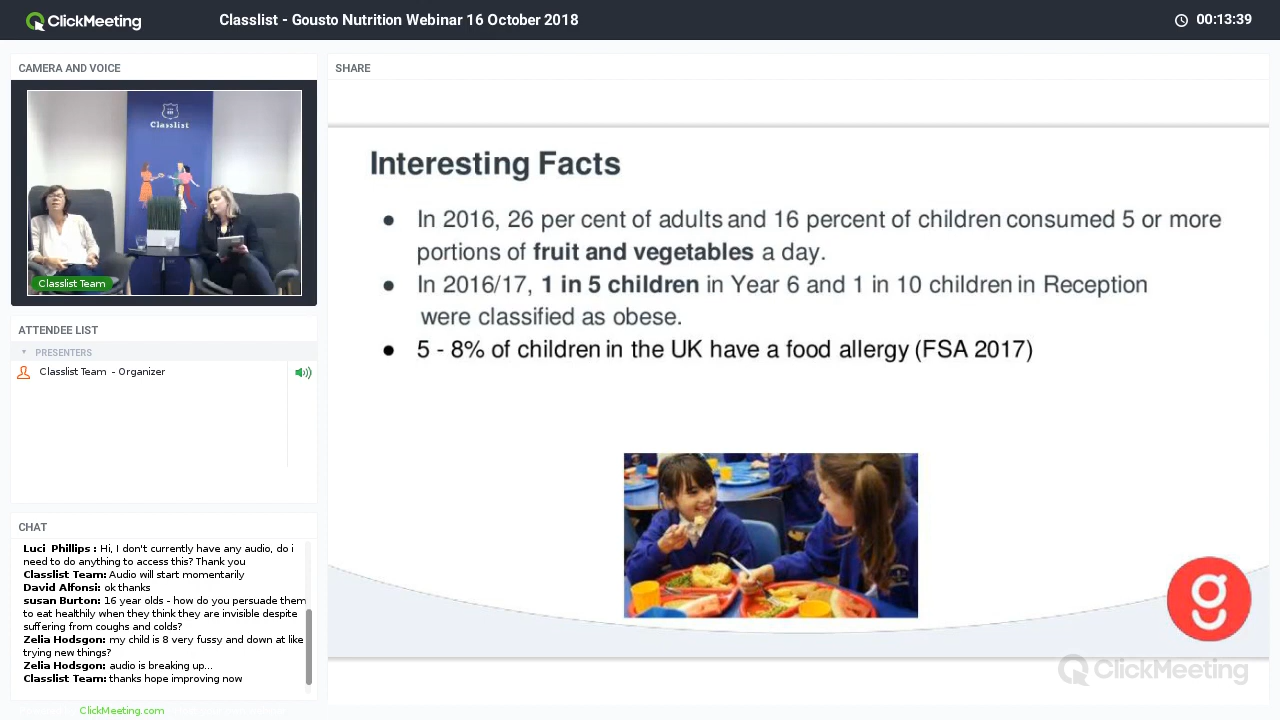 ClickMeeting
Classlist - Gousto Nutrition Webinar 16 October 2018
00:13:39
CAMERA AND VOICE
Classlist
Classlist Team
ATTENDEE LIST
PRESENTERS
Classlist Team - Organizer
CHAT
Luci Phillips : Hi, I don't currently have any audio, do i
need to do anything to access this? Thank you
Classlist Team: Audio will start momentarily
David Alfonsi: ok thanks
susan Burton: 16 year olds - how do you persuade them
to eat healthily when they think they are invisible despite
suffering from coughs and colds?
Zelia Hodsgon: my child is 8 very fussy and down at like
trying new things?
Zelia Hodsgon: audio is breaking up...
Classlist Team: thanks hope improving now
ClickMeeting.com
SHARE
Interesting Facts
● In 2016, 26 per cent of adults and 16 percent of children consumed 5 or more
portions of fruit and vegetables a day.
● In 2016/17, 1 in 5 children in Year 6 and 1 in 10 children in Reception
were classified as obese.
● 5 - 8% of children in the UK have a food allergy (FSA 2017)
g
ClickMeeting